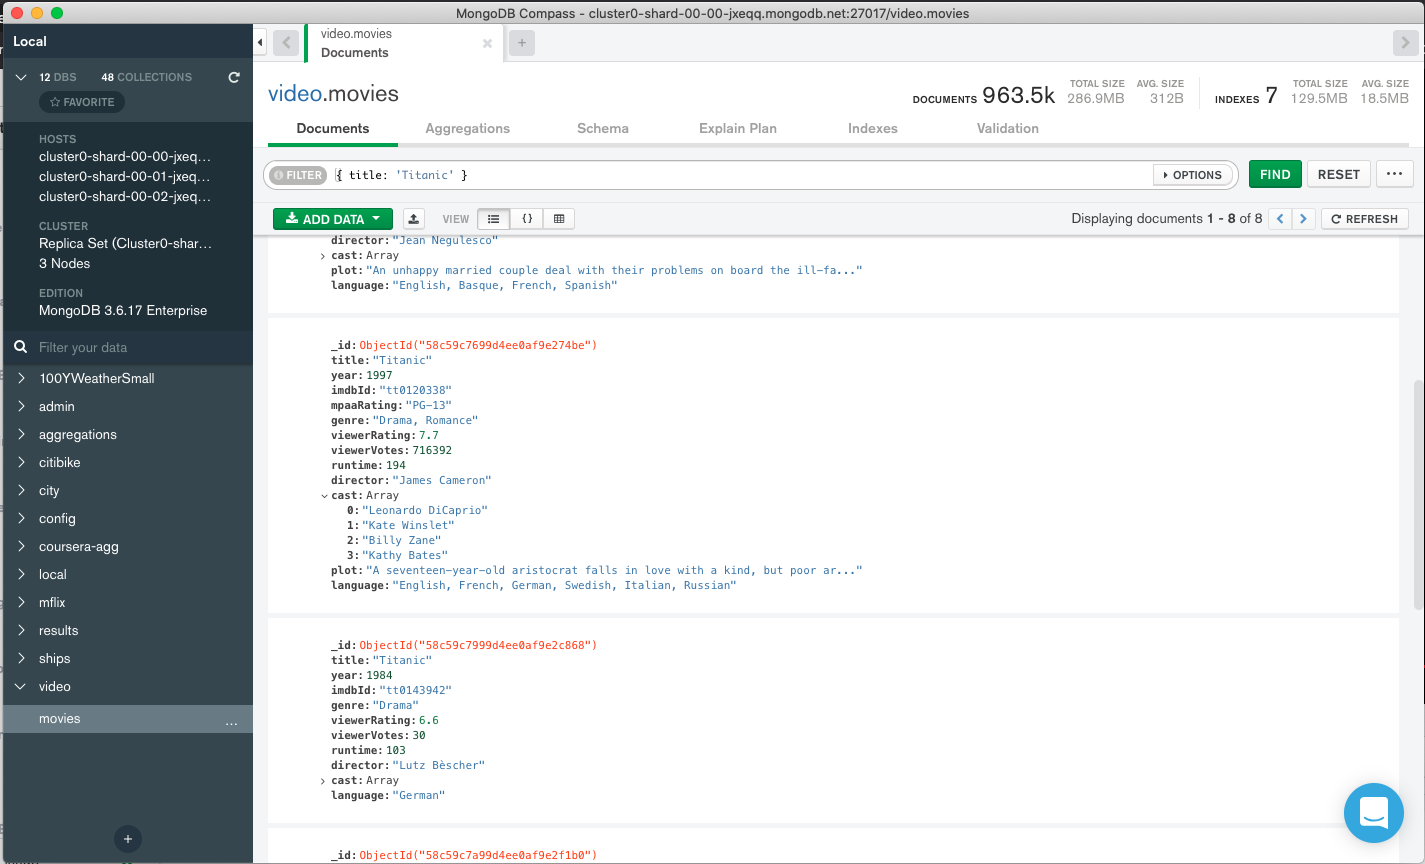 MongoDB Compass - cluster0-shard-00-00-jxeqq.mongodb.net:27017/video.movies
Local
12 DBS 48 COLLECTIONS
FAVORITE
HOSTS
cluster0-shard-00-00-jxeq...
cluster0-shard-00-01-jxeq...
cluster0-shard-00-02-jxeq...
CLUSTER
Replica Set (Cluster0-shar...
3 Nodes
EDITION
MongoDB 3.6.17 Enterprise
Filter your data
100YWeatherSmall
admin
aggregations
citibike
city
config
coursera-agg
local
mflix
results
ships
video
movies ...
+
video.movies
Documents
+
video.movies
DOCUMENTS 963.5k TOTAL SIZE 286.9MB AVG. SIZE 312B INDEXES 7 TOTAL SIZE 129.5MB AVG. SIZE 18.5MB
Documents Aggregations Schema Explain Plan Indexes Validation
FILTER { title: 'Titanic' } OPTIONS FIND RESET ...
ADD DATA VIEW {} Displaying documents 1 - 8 of 8 REFRESH
director: "Jean Negulesco"
cast: Array
plot: "An unhappy married couple deal with their problems on board the ill-fa..."
language: "English, Basque, French, Spanish"
_id: ObjectId("58c59c7699d4ee0af9e274be")
title: "Titanic"
year: 1997
imdbId: "tt0120338"
mpaaRating: "PG-13"
genre: "Drama, Romance"
viewerRating: 7.7
viewerVotes: 716392
runtime: 194
director: "James Cameron"
cast: Array
0: "Leonardo DiCaprio"
1: "Kate Winslet"
2: "Billy Zane"
3: "Kathy Bates"
plot: "A seventeen-year-old aristocrat falls in love with a kind, but poor ar..."
language: "English, French, German, Swedish, Italian, Russian"
_id: ObjectId("58c59c7999d4ee0af9e2c868")
title: "Titanic"
year: 1984
imdbId: "tt0143942"
genre: "Drama"
viewerRating: 6.6
viewerVotes: 30
runtime: 103
director: "Lutz Bèscher"
cast: Array
language: "German"
_id: ObjectId("58c59c7a99d4ee0af9e2f1b0")